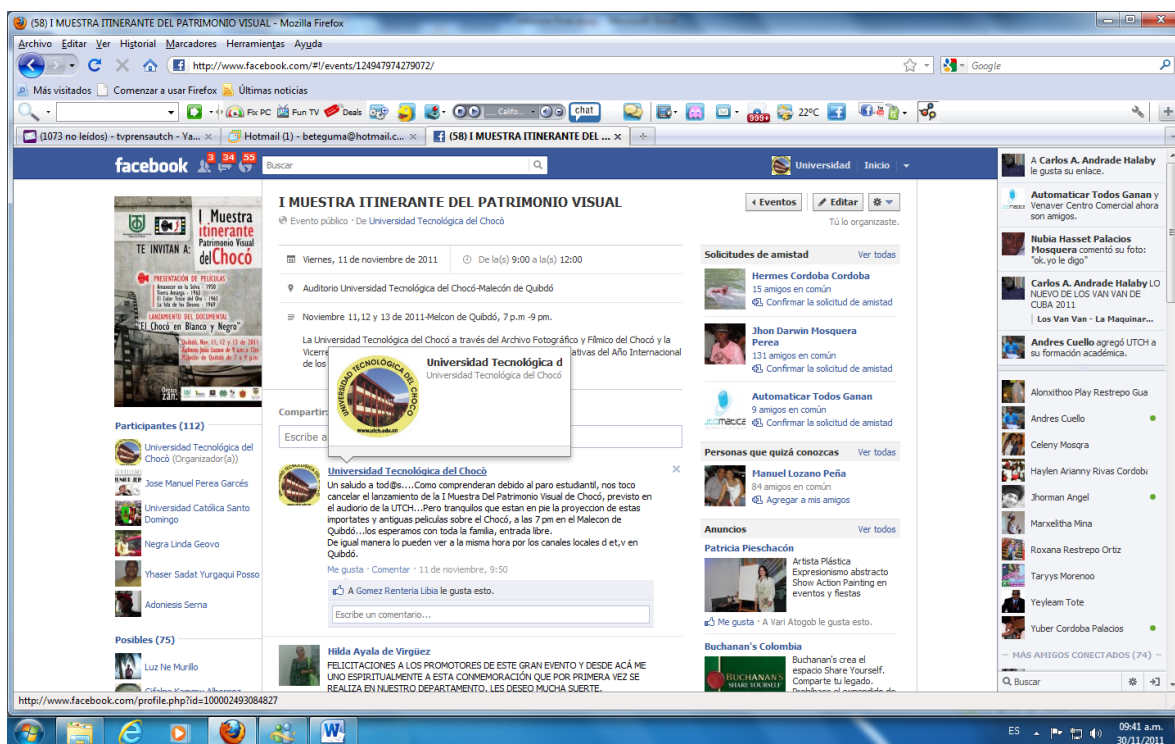 (58) I MUESTRA ITINERANTE DEL PATRIMONIO VISUAL - Mozilla Firefox
Archivo Editar Ver Historial Marcadores Herramientas Ayuda
http://www.facebook.com/#!/events/124947974279072/
Google
Más visitados Comenzar a usar Firefox Últimas noticias
Fix PC Fun TV Deals Califo... chat 999+ 22ºC
(1073 no leídos) - tvprensautch - Ya...
Hotmail (1) - beteguma@hotmail.c...
(58) I MUESTRA ITINERANTE DEL ...
facebook 3 34 55
Buscar
Universidad Inicio
TE INVITAN A:
I Muestra
itinerante
Patrimonio Visual
del Chocó
PRESENTACIÓN DE PELÍCULAS
LANZAMIENTO DEL DOCUMENTAL
"El Chocó en Blanco y Negro"
Participantes (112)
Universidad Tecnológica del
Chocó (Organizador(a))
Jose Manuel Perea Garcés
Universidad Católica Santo
Domingo
Negra Linda Geovo
Yhaser Sadat Yurgaqui Posso
Adoniesis Serna
Posibles (75)
Luz Ne Murillo
I MUESTRA ITINERANTE DEL PATRIMONIO VISUAL
Evento público · De Universidad Tecnológica del Chocò
Eventos
Editar
Tú lo organizaste.
Viernes, 11 de noviembre de 2011
De la(s) 9:00 a la(s) 12:00
Auditorio Universidad Tecnológica del Chocó-Malecón de Quibdó
Noviembre 11,12 y 13 de 2011-Melcon de Quibdó, 7 p.m -9 pm.
La Universidad Tecnológica del Chocó a través del Archivo Fotográfico y Fílmico del Chocó y la
Vicerre ativas del Año Internacional
de los
Universidad Tecnológica d
Universidad Tecnológica del Chocó
UNIVERSIDAD TECNOLÓGICA DEL CHOCO
www.utch.edu.co
Compartir:
Escribe a
Universidad Tecnológica del Chocò
Un saludo a tod@s....Como comprenderan debido al paro estudiantil, nos toco
cancelar el lanzamiento de la I Muestra Del Patrimonio Visual de Chocó, previsto en
el audiorio de la UTCH...Pero tranquilos que estan en pie la proyeccion de estas
importates y antiguas peliculas sobre el Chocó, a las 7 pm en el Malecon de
Quibdó...los esperamos con toda la familia, entrada libre.
De igual manera lo pueden ver a la misma hora por los canales locales d et,v en
Quibdó.
Me gusta · Comentar · 11 de noviembre, 9:50
A Gomez Renteria Libia le gusta esto.
Escribe un comentario...
Hilda Ayala de Virgüez
FELICITACIONES A LOS PROMOTORES DE ESTE GRAN EVENTO Y DESDE ACÁ ME
UNO ESPIRITUALMENTE A ESTA CONMEMORACIÓN QUE POR PRIMERA VEZ SE
REALIZA EN NUESTRO DEPARTAMENTO. LES DESEO MUCHA SUERTE.
Solicitudes de amistad Ver todas
Hermes Cordoba Cordoba
15 amigos en común
Confirmar la solicitud de amistad
Jhon Darwin Mosquera
Perea
131 amigos en común
Confirmar la solicitud de amistad
Automaticar Todos Ganan
9 amigos en común
Confirmar la solicitud de amistad
Personas que quizá conozcas Ver todas
Manuel Lozano Peña
84 amigos en común
Agregar a mis amigos
Anuncios Ver todos
Patricia Pieschacón
Artista Plástica
Expresionismo abstracto
Show Action Painting en
eventos y fiestas
Me gusta · A Vari Atogob le gusta esto.
Buchanan's Colombia
BUCHANAN'S
SHARE YOURSELF
Buchanan's crea el
espacio Share Yourself.
Comparte tu legado.
Prohíbase el expendido de
A Carlos A. Andrade Halaby
le gusta su enlace.
Automaticar Todos Ganan y
Venaver Centro Comercial ahora
son amigos.
Nubia Hasset Palacios
Mosquera comentó su foto:
"ok.yo le digo"
Carlos A. Andrade Halaby LO
NUEVO DE LOS VAN VAN DE
CUBA 2011
Los Van Van - La Maquinar...
Andres Cuello agregó UTCH a
su formación académica.
Alonxithoo Play Restrepo Gua
Andres Cuello
Celeny Mosqra
Haylen Arianny Rivas Cordoba
Jhorman Angel
Marxelitha Mina
Roxana Restrepo Ortiz
Taryys Morenoo
Yeyleam Tote
Yuber Cordoba Palacios
MÁS AMIGOS CONECTADOS (74)
Buscar
http://www.facebook.com/profile.php?id=100002493084827
ES
09:41 a.m.
30/11/2011